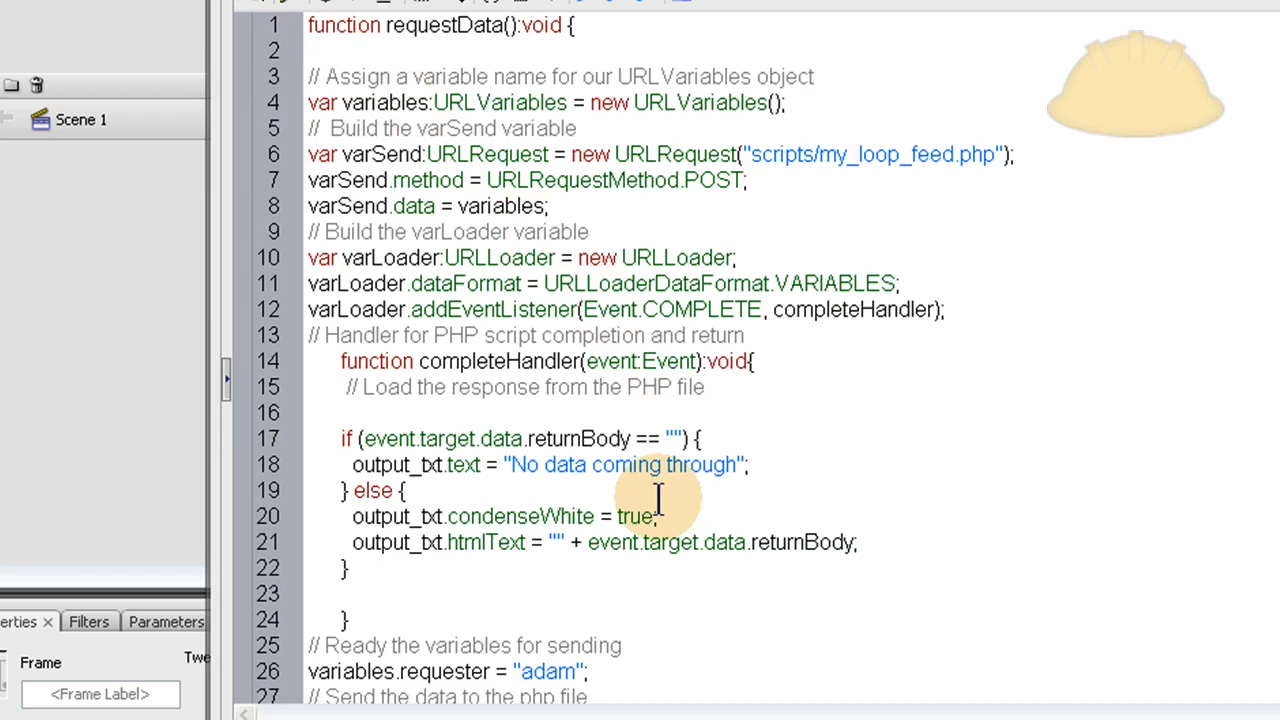 1 function requestData():void {
2
3 // Assign a variable name for our URLVariables object
4 var variables:URLVariables = new URLVariables();
5 //  Build the varSend variable
6 var varSend:URLRequest = new URLRequest("scripts/my_loop_feed.php");
7 varSend.method = URLRequestMethod.POST;
8 varSend.data = variables;
9 // Build the varLoader variable
10 var varLoader:URLLoader = new URLLoader;
11 varLoader.dataFormat = URLLoaderDataFormat.VARIABLES;
12 varLoader.addEventListener(Event.COMPLETE, completeHandler);
13 // Handler for PHP script completion and return
14 function completeHandler(event:Event):void{
15 // Load the response from the PHP file
16
17 if (event.target.data.returnBody == "") {
18 output_txt.text = "No data coming through";
19 } else {
20 output_txt.condenseWhite = true;
21 output_txt.htmlText = "" + event.target.data.returnBody;
22 }
23
24 }
25 // Ready the variables for sending
26 variables.requester = "adam";
27 // Send the data to the php file
Scene 1
erties Filters Parameters
Frame Twe
<Frame Label>